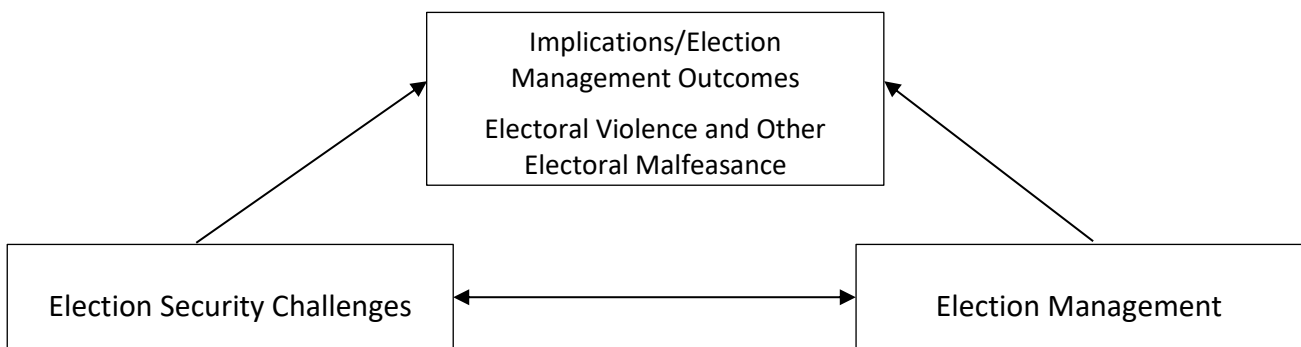 Implications/Election
Management Outcomes
Electoral Violence and Other
Electoral Malfeasance
Election Security Challenges
Election Management